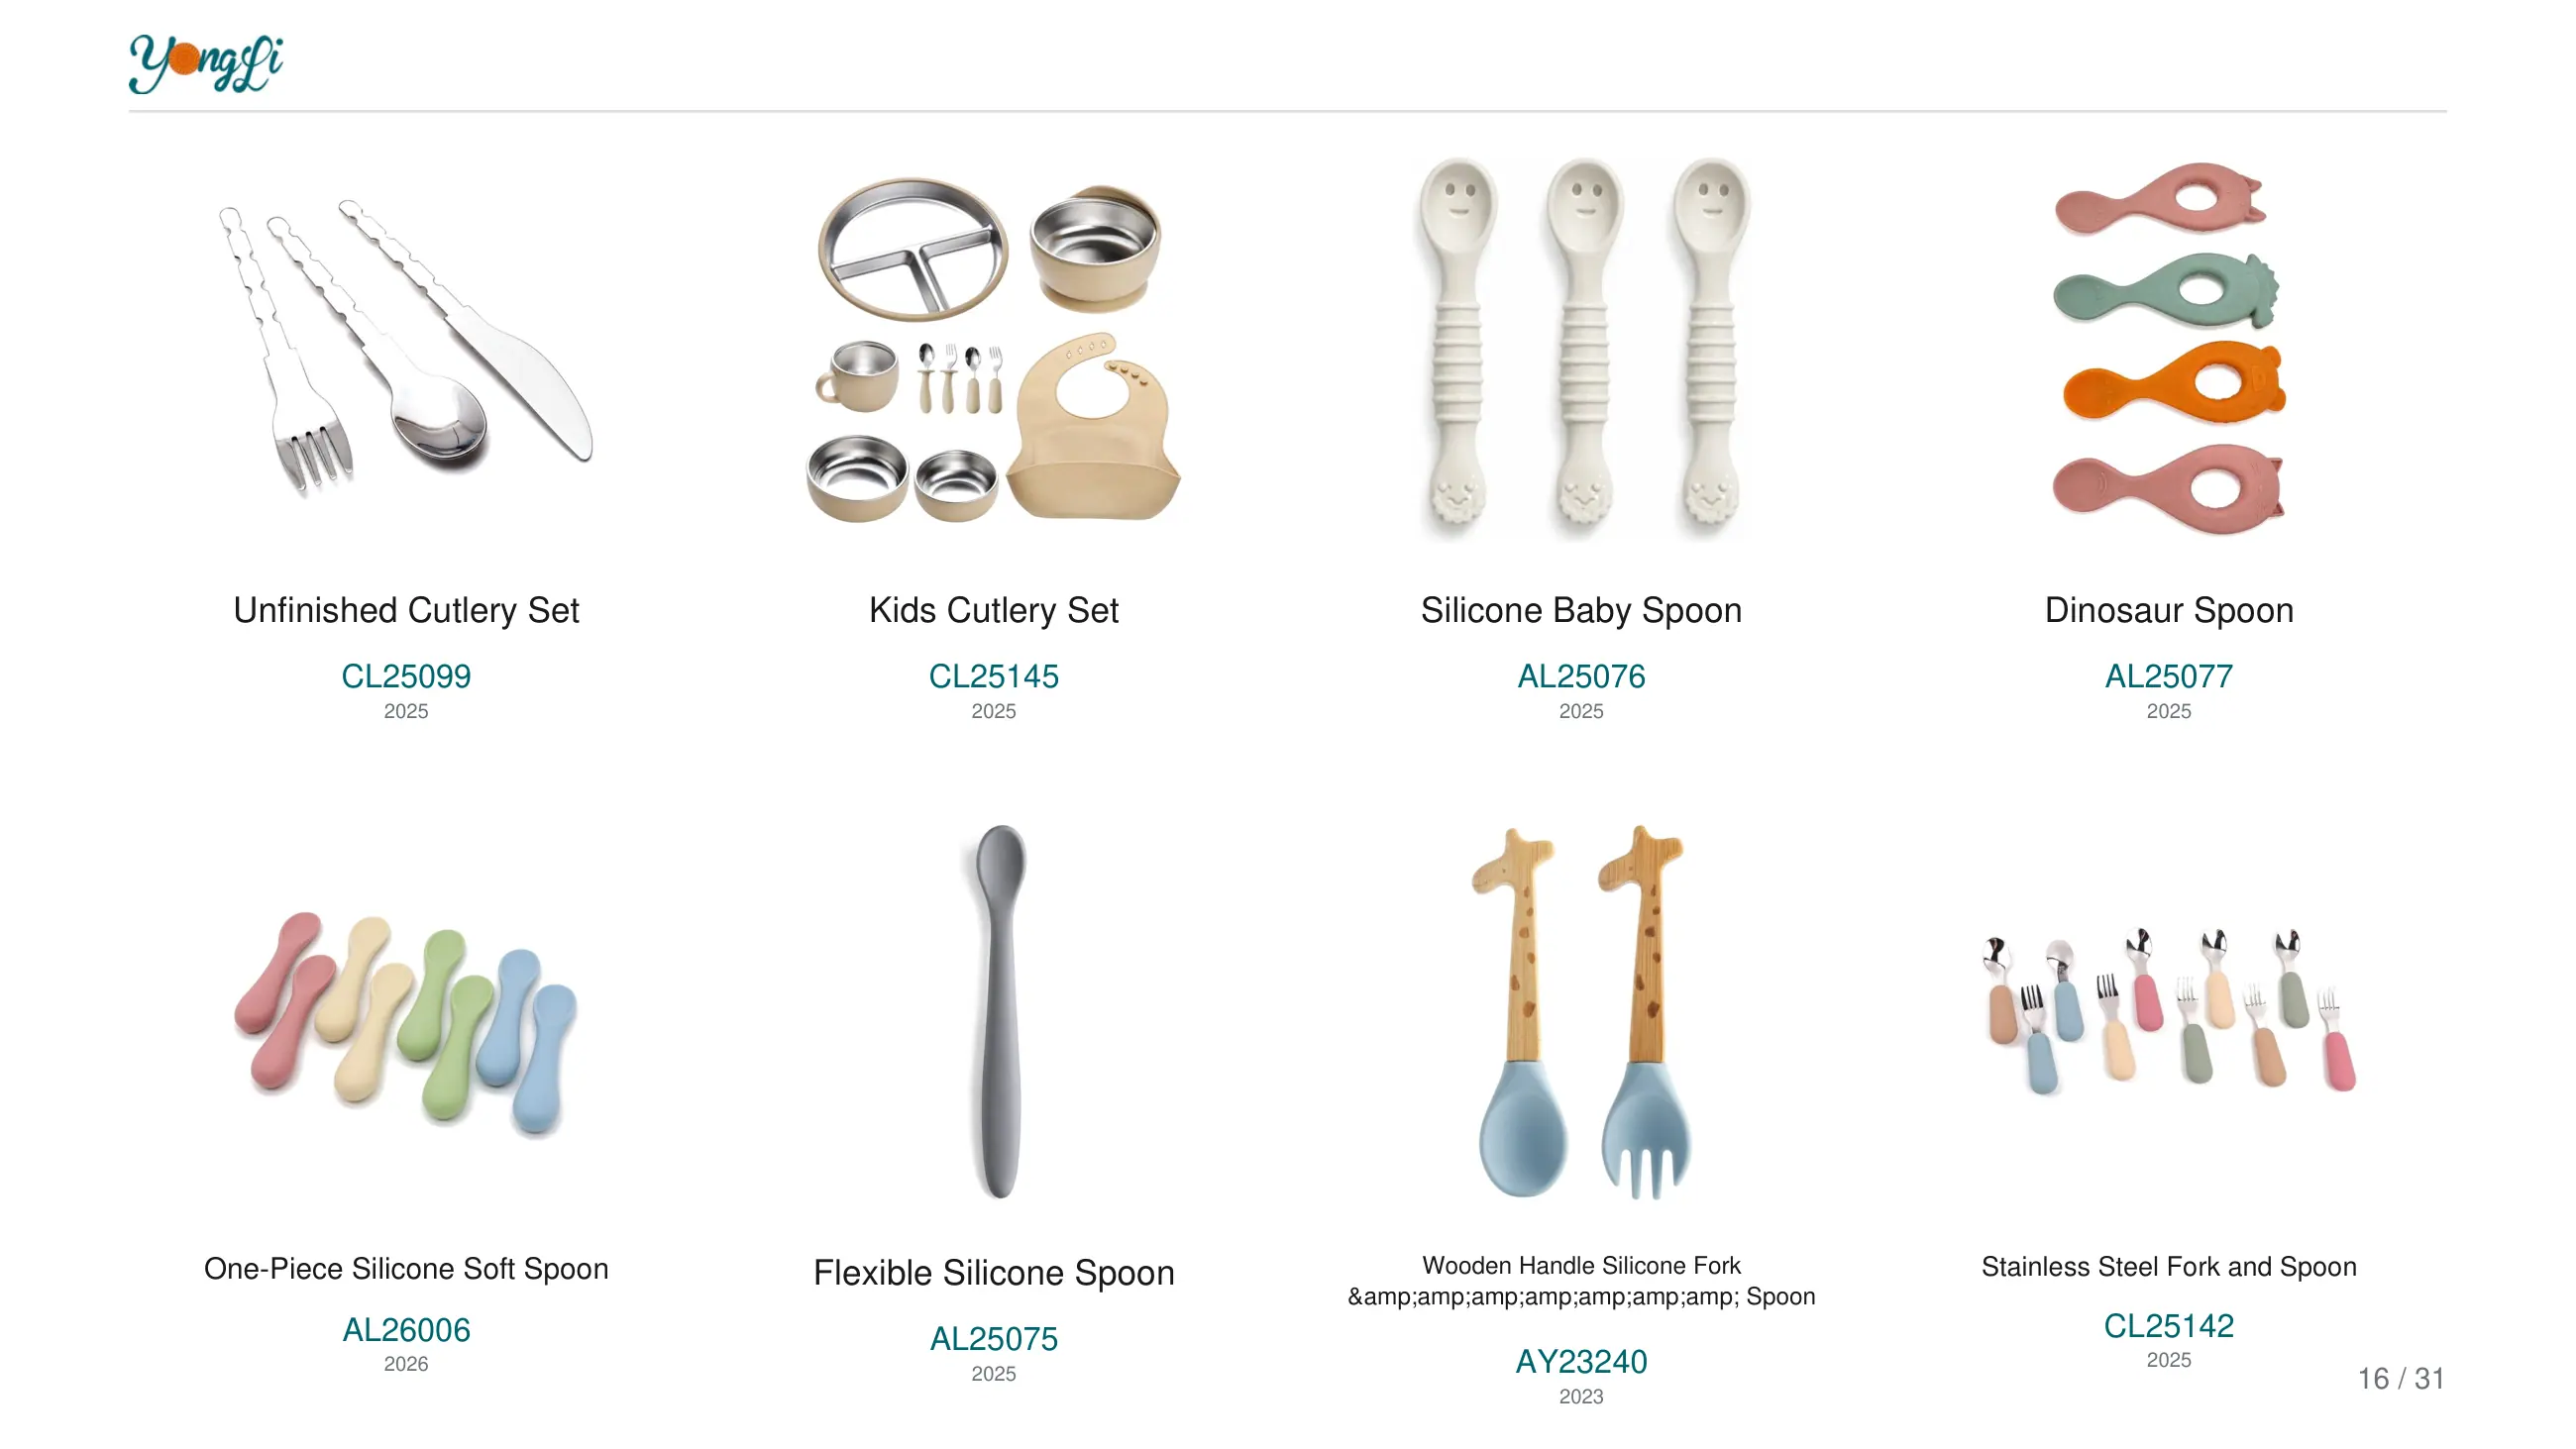 YongLi
Unfinished Cutlery Set
CL25099
2025
Kids Cutlery Set
CL25145
2025
Silicone Baby Spoon
AL25076
2025
Dinosaur Spoon
AL25077
2025
One-Piece Silicone Soft Spoon
AL26006
2026
Flexible Silicone Spoon
AL25075
2025
Wooden Handle Silicone Fork
&amp;amp;amp;amp;amp;amp;amp; Spoon
AY23240
2023
Stainless Steel Fork and Spoon
CL25142
2025
16 / 31